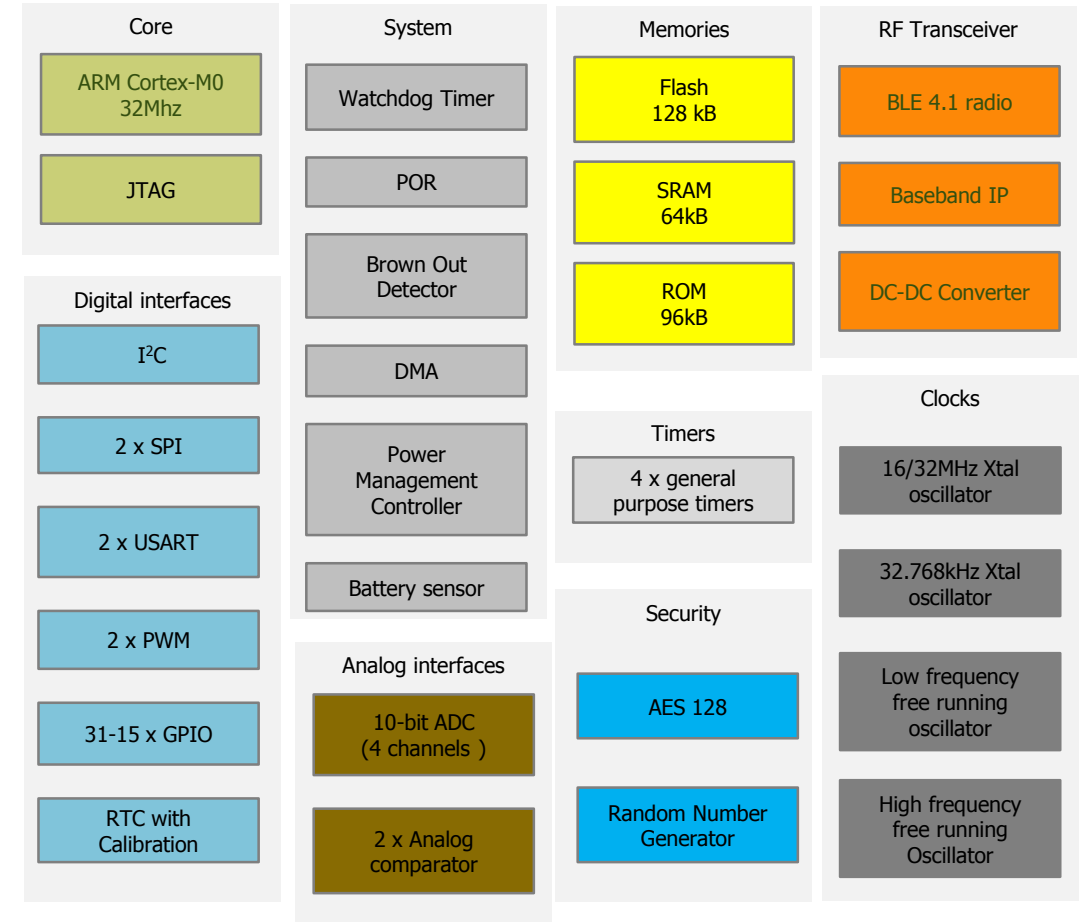 Core
ARM Cortex-M0
32Mhz
JTAG
Digital interfaces
I²C
2 x SPI
2 x USART
2 x PWM
31-15 x GPIO
RTC with
Calibration
System
Watchdog Timer
POR
Brown Out
Detector
DMA
Power
Management
Controller
Battery sensor
Analog interfaces
10-bit ADC
(4 channels )
2 x Analog
comparator
Memories
Flash
128 kB
SRAM
64kB
ROM
96kB
Timers
4 x general
purpose timers
Security
AES 128
Random Number
Generator
RF Transceiver
BLE 4.1 radio
Baseband IP
DC-DC Converter
Clocks
16/32MHz Xtal
oscillator
32.768kHz Xtal
oscillator
Low frequency
free running
oscillator
High frequency
free running
Oscillator